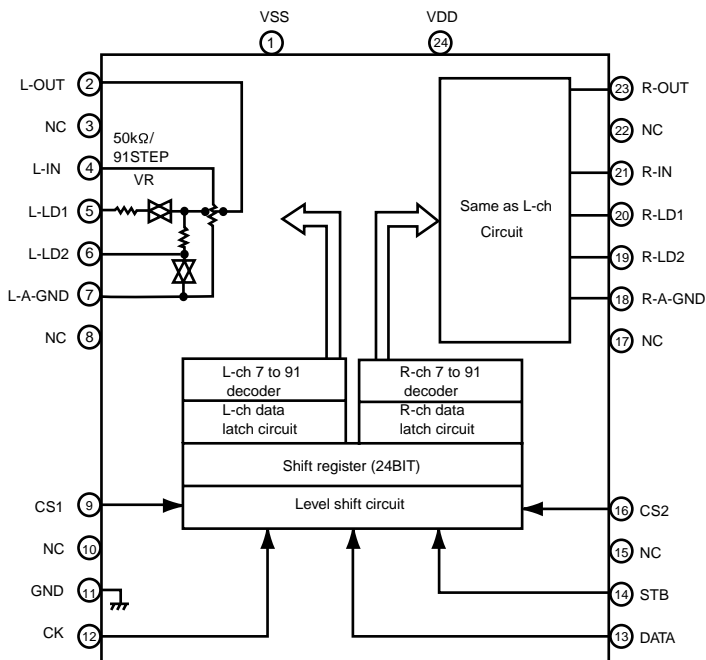 VSS
VDD
1
24
L-OUT 2
23 R-OUT
NC 3
22 NC
50kΩ/
91STEP
VR
L-IN 4
21 R-IN
L-LD1 5
20 R-LD1
Same as L-ch
Circuit
L-LD2 6
19 R-LD2
L-A-GND 7
18 R-A-GND
NC 8
17 NC
L-ch 7 to 91
decoder
R-ch 7 to 91
decoder
L-ch data
latch circuit
R-ch data
latch circuit
Shift register (24BIT)
Level shift circuit
CS1 9
16 CS2
NC 10
15 NC
GND 11
14 STB
CK 12
13 DATA